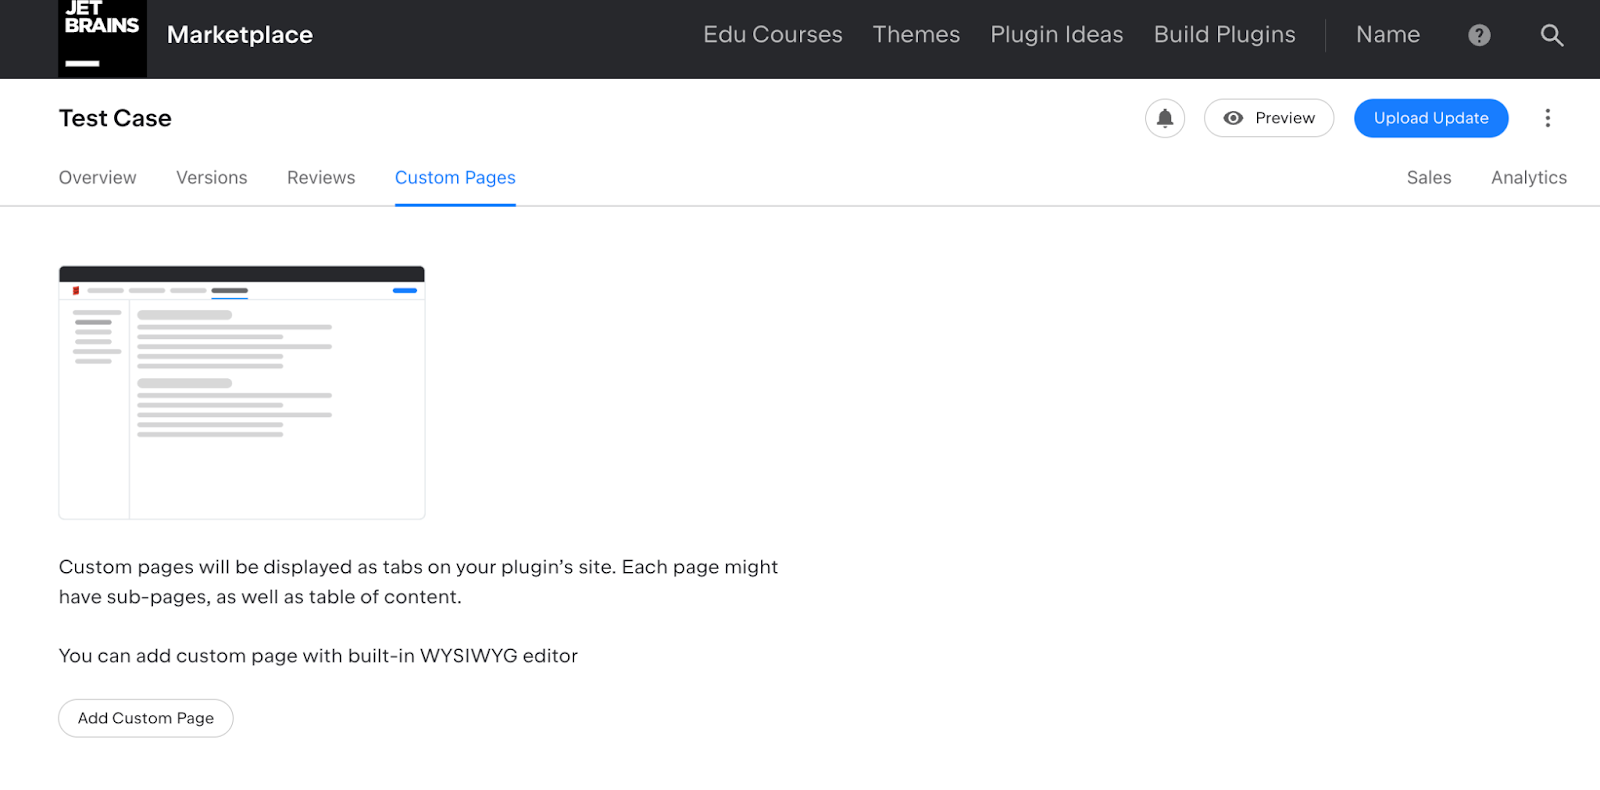 JET
BRAINS
Marketplace
Edu Courses
Themes
Plugin Ideas
Build Plugins
Name
?
Test Case
Preview
Upload Update
Overview
Versions
Reviews
Custom Pages
Sales
Analytics
Custom pages will be displayed as tabs on your plugin’s site. Each page might
have sub-pages, as well as table of content.
You can add custom page with built-in WYSIWYG editor
Add Custom Page